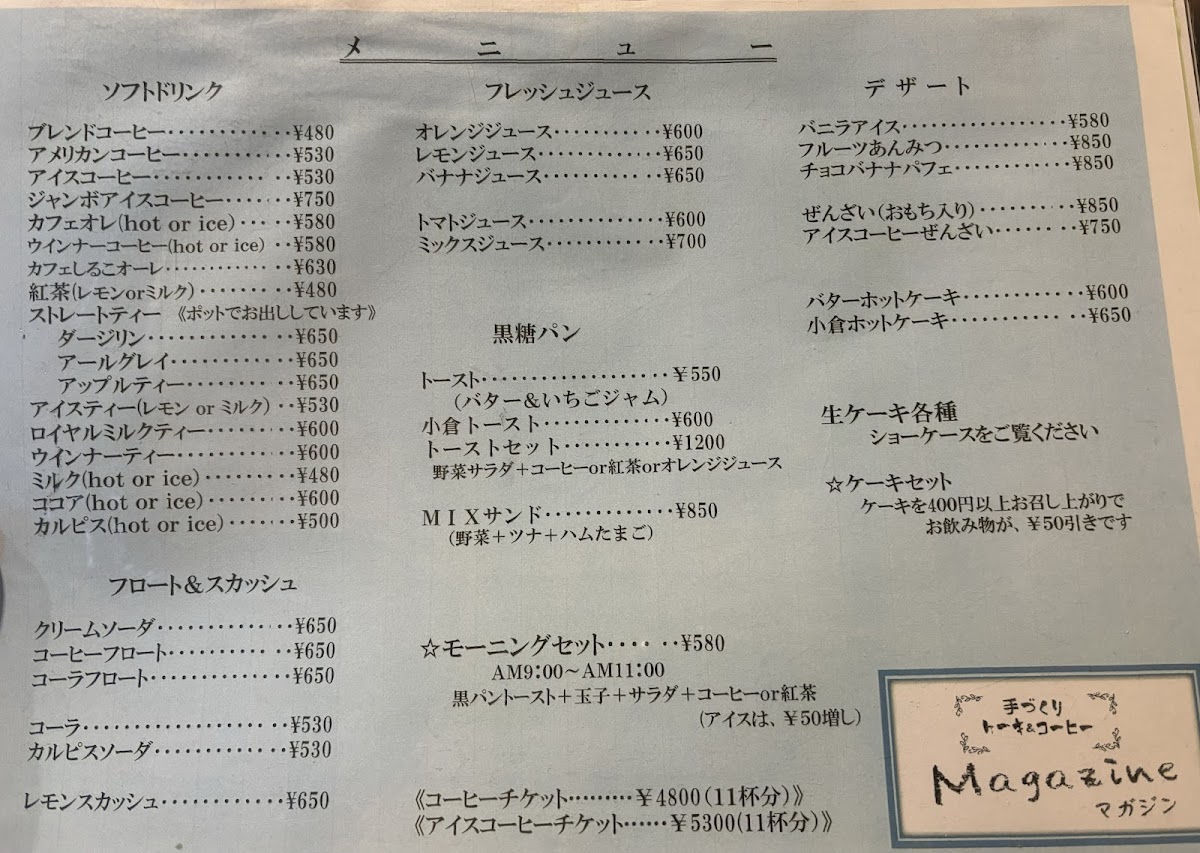 メニュー
ソフトドリンク
ブレンドコーヒー············¥480
アメリカンコーヒー···········¥530
アイスコーヒー·············¥530
ジャンボアイスコーヒー········¥750
カフェオレ(hot or ice)·····¥580
ウインナーコーヒー(hot or ice)··¥580
カフェしるこオーレ············¥630
紅茶(レモンorミルク)·········¥480
ストレートティー《ポットでお出ししています》
ダージリン··············¥650
アールグレイ············¥650
アップルティー···········¥650
アイスティー(レモン or ミルク)··¥530
ロイヤルミルクティー·········¥600
ウインナーティー············¥600
ミルク(hot or ice)·········¥480
ココア(hot or ice)·········¥600
カルピス(hot or ice)·······¥500
フロート&スカッシュ
クリームソーダ·············¥650
コーヒーフロート············¥650
コーラフロート·············¥650
コーラ····················¥530
カルピスソーダ·············¥530
レモンスカッシュ············¥650
フレッシュジュース
オレンジジュース···········¥600
レモンジュース·············¥650
バナナジュース·············¥650
トマトジュース·············¥600
ミックスジュース············¥700
黒糖パン
トースト···················¥550
(バター&いちごジャム)
小倉トースト·············¥600
トーストセット············¥1200
野菜サラダ+コーヒーor紅茶orオレンジジュース
MIXサンド·············¥850
(野菜+ツナ+ハムたまご)
☆モーニングセット······¥580
AM9:00~AM11:00
黒パントースト+玉子+サラダ+コーヒーor紅茶
(アイスは、¥50増し)
《コーヒーチケット·········¥4800(11杯分)》
《アイスコーヒーチケット······¥5300(11杯分)》
デザート
バニラアイス·················¥580
フルーツあんみつ·············¥850
チョコバナナパフェ············¥850
ぜんざい(おもち入り)··········¥850
アイスコーヒーぜんざい········¥750
バターホットケーキ············¥600
小倉ホットケーキ·············¥650
生ケーキ各種
ショーケースをご覧ください
☆ケーキセット
ケーキを400円以上お召し上がりで
お飲み物が、¥50引きです
手づくり
ケーキ&コーヒー
Magazine
マガジン